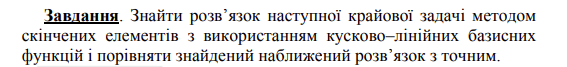 Завдання. Знайти розв’язок наступної крайової задачі методом
скінчених елементів з використанням кусково–лінійних базисних
функцій і порівняти знайдений наближений розв’язок з точним.